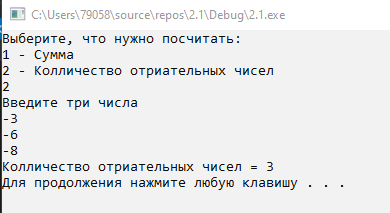 C:\Users\79058\source\repos\2.1\Debug\2.1.exe
Выберите, что нужно посчитать:
1 - Сумма
2 - Колличество отриательных чисел
2
Введите три числа
-3
-6
-8
Колличество отриательных чисел = 3
Для продолжения нажмите любую клавишу . . .